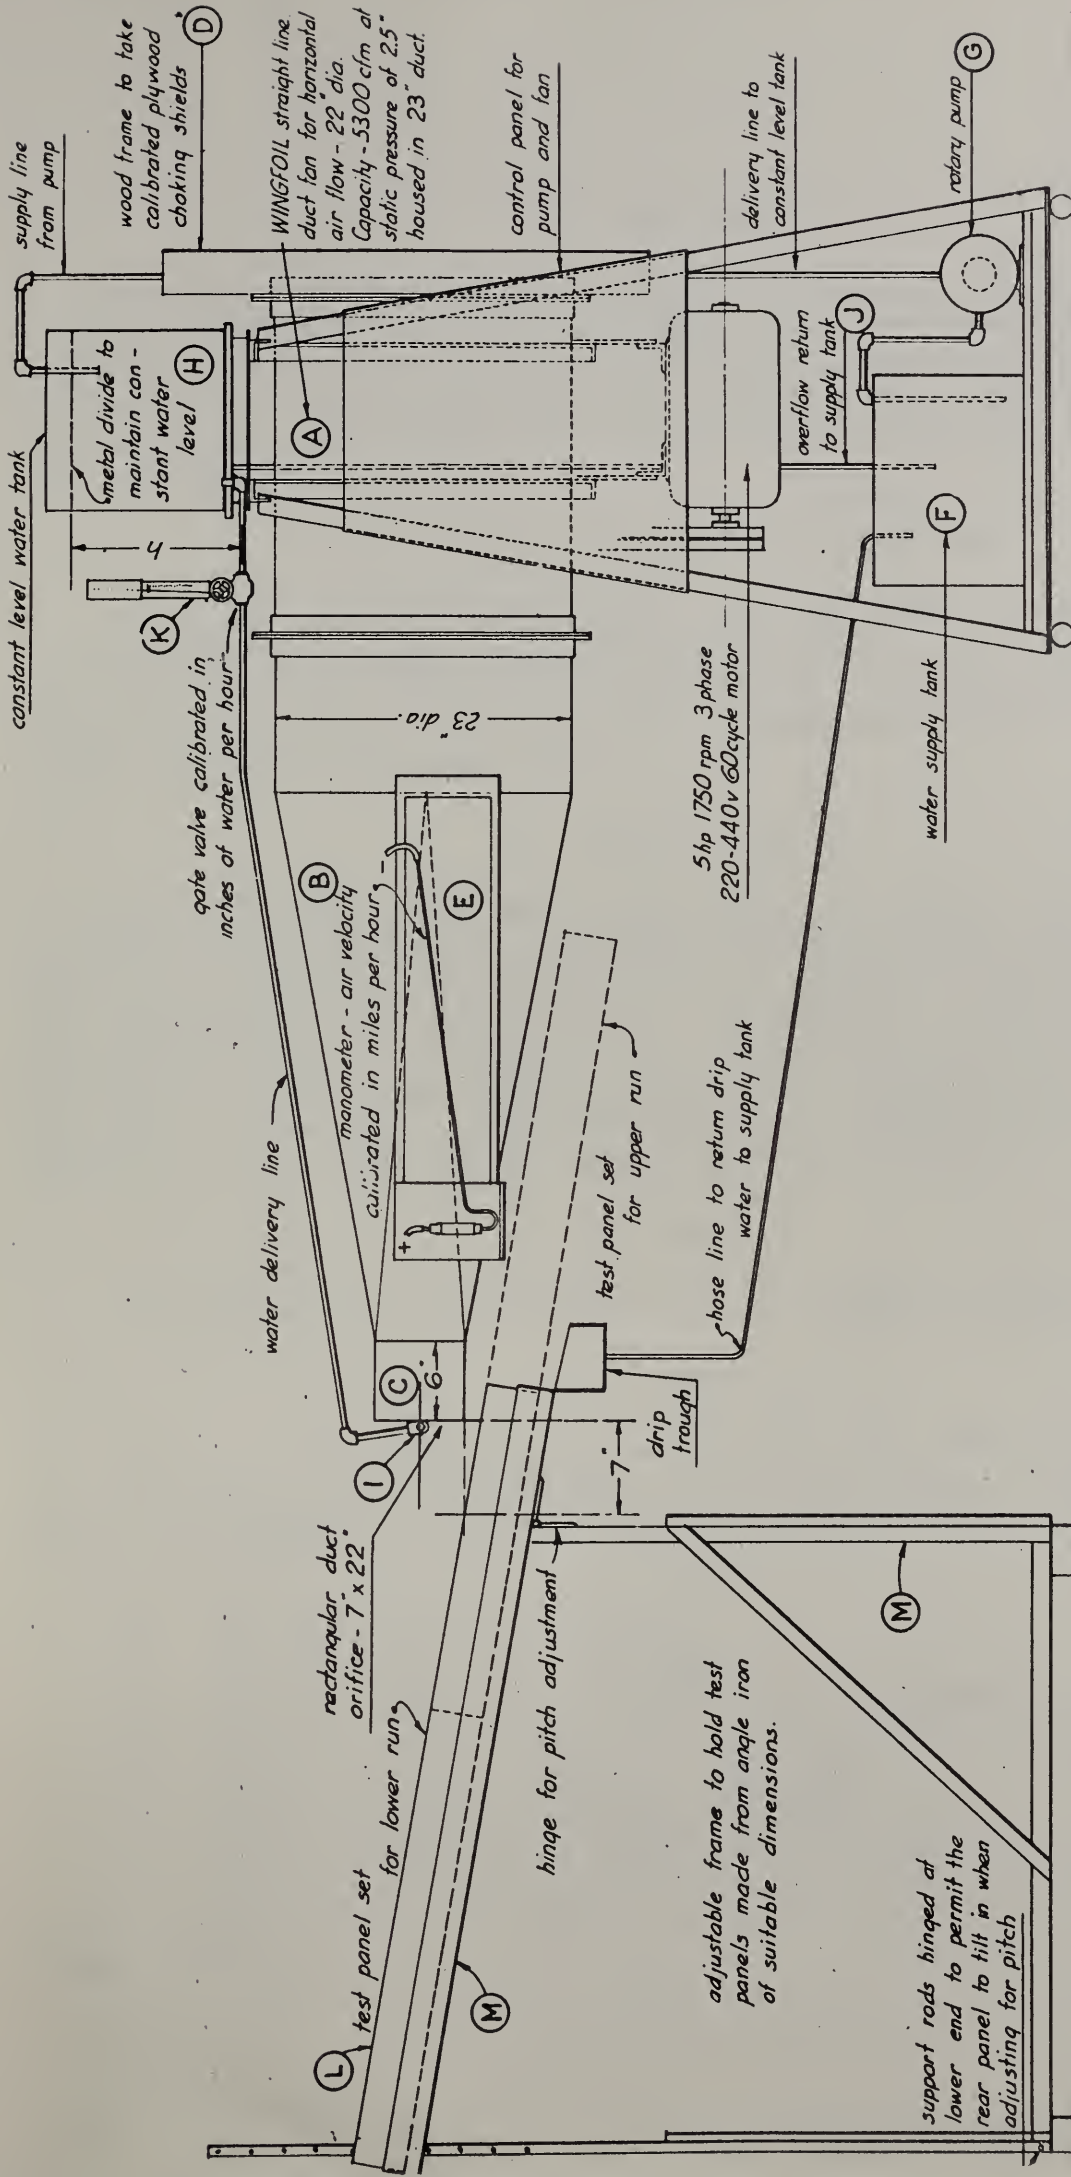 constant level water tank
supply line
from pump
wood frame to take
calibrated plywood
choking shields
D
metal divide to
maintain con-
stant water
level
H
h
K
WINGFOIL straight line
duct fan for horizontal
air flow - 22" dia.
Capacity - 5300 cfm at
static pressure of 2.5"
housed in 23" duct.
A
control panel for
pump and fan
gate valve calibrated in
inches of water per hour
water delivery line
23" dia.
B
manometer - air velocity
calibrated in miles per hour
E
+
-
C
6"
I
rectangular duct
orifice - 7" x 22"
L
test panel set
for lower run
M
test panel set
for upper run
7"
drip
trough
hose line to return drip
water to supply tank
hinge for pitch adjustment
5hp 1750 rpm 3 phase
220-440v 60 cycle motor
delivery line to
constant level tank
overflow return
to supply tank
J
F
water supply tank
rotary pump
G
adjustable frame to hold test
panels made from angle iron
of suitable dimensions.
M
support rods hinged at
lower end to permit the
rear panel to tilt in when
adjusting for pitch